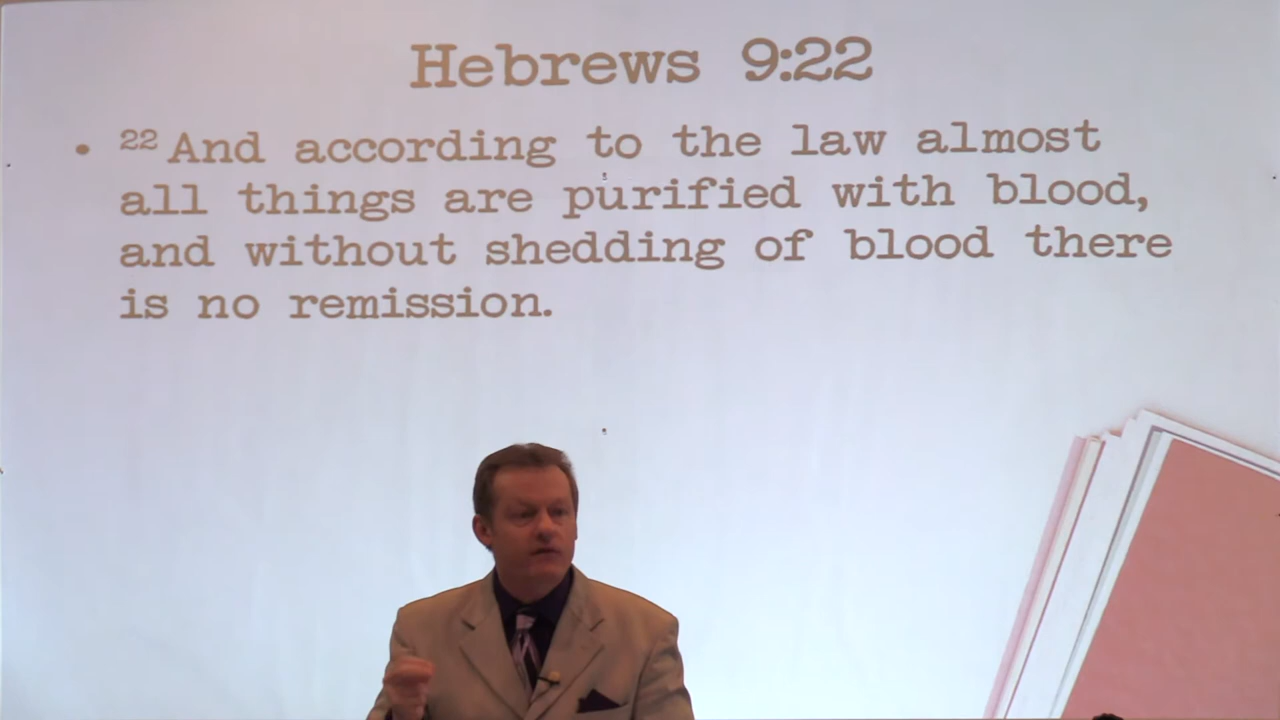 Hebrews 9:22
• 22 And according to the law almost
all things are purified with blood,
and without shedding of blood there
is no remission.